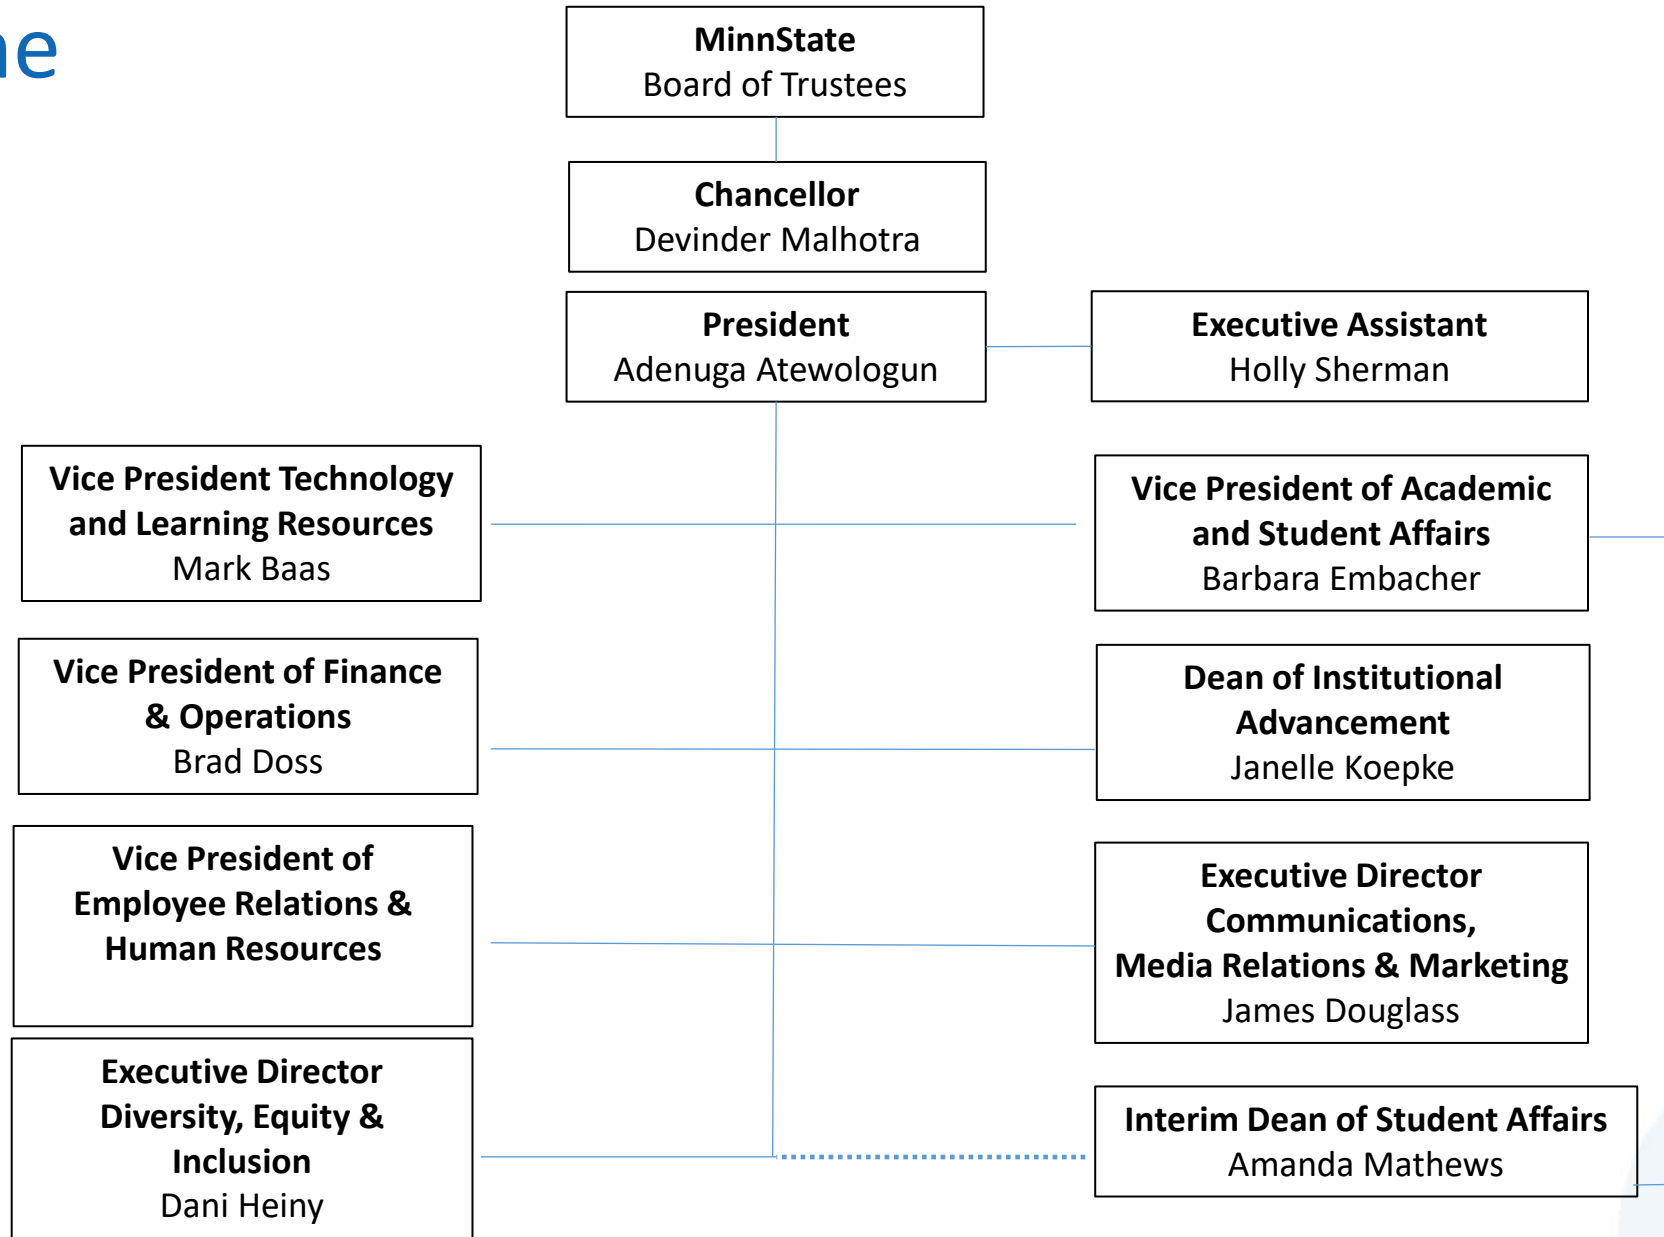 ne
MinnState
Board of Trustees
Chancellor
Devinder Malhotra
President
Adenuga Atewologun
Executive Assistant
Holly Sherman
Vice President Technology
and Learning Resources
Mark Baas
Vice President of Academic
and Student Affairs
Barbara Embacher
Vice President of Finance
& Operations
Brad Doss
Dean of Institutional
Advancement
Janelle Koepke
Vice President of
Employee Relations &
Human Resources
Executive Director
Communications,
Media Relations & Marketing
James Douglass
Executive Director
Diversity, Equity &
Inclusion
Dani Heiny
Interim Dean of Student Affairs
Amanda Mathews